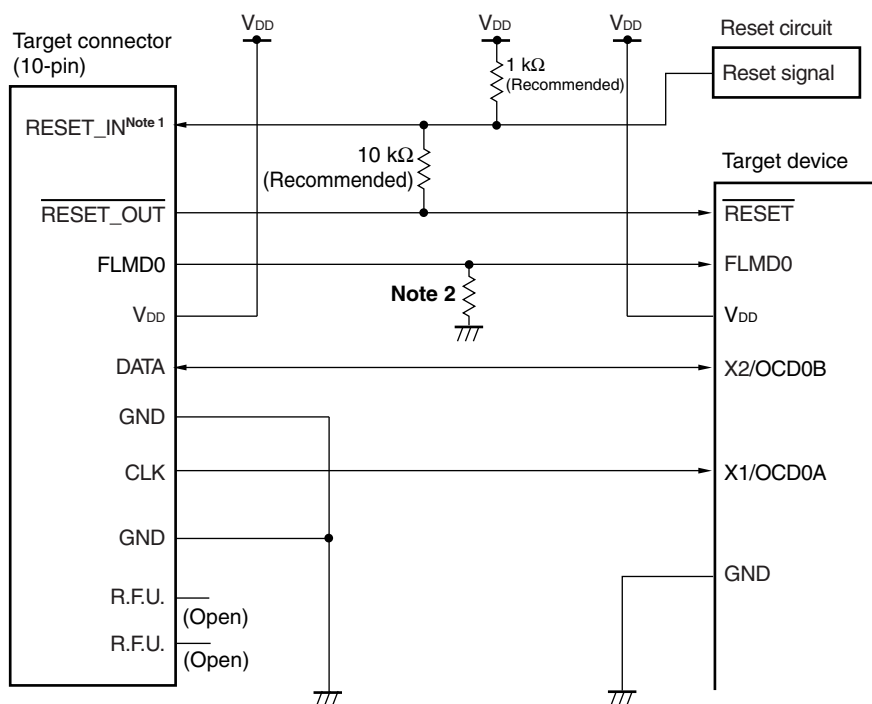 VDD
VDD
VDD
Target connector
(10-pin)
Reset circuit
Reset signal
1 kΩ
(Recommended)
RESET_IN Note 1
10 kΩ
(Recommended)
Target device
RESET_OUT
RESET
FLMD0
FLMD0
Note 2
VDD
VDD
DATA
X2/OCD0B
GND
CLK
X1/OCD0A
GND
GND
R.F.U.
(Open)
R.F.U.
(Open)